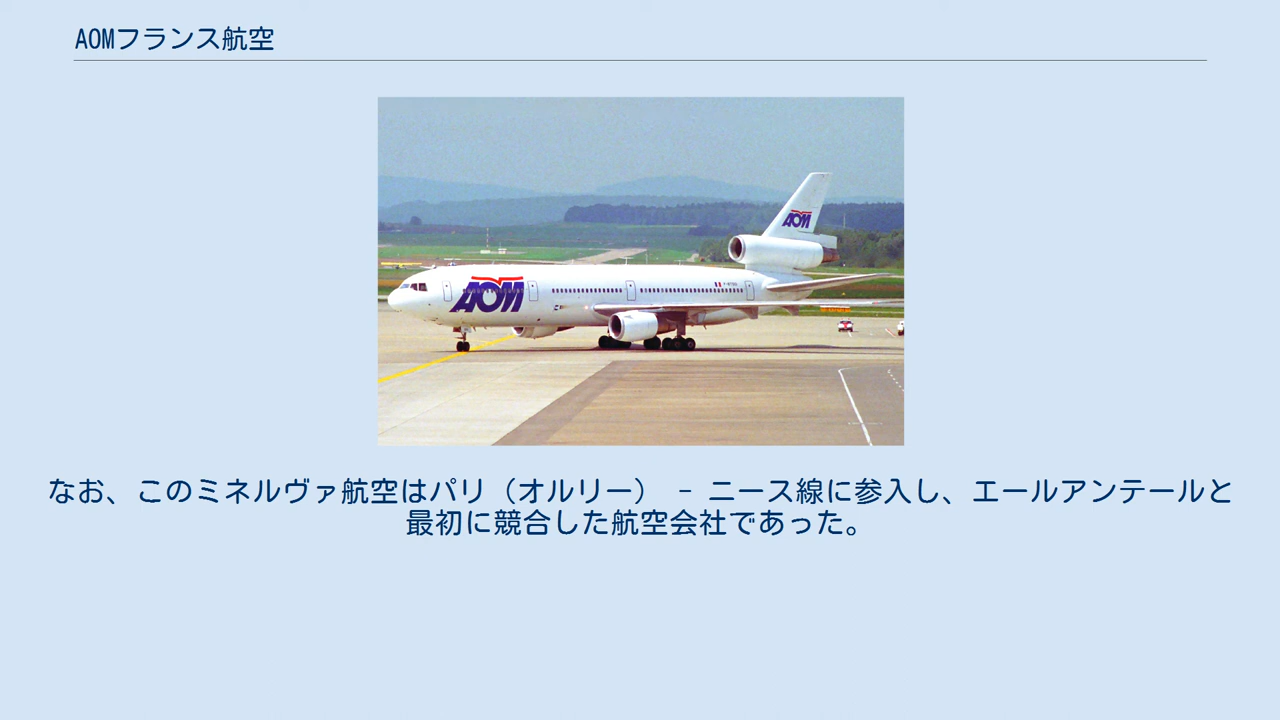 AOMフランス航空
AOM
AOM
なお、このミネルヴァ航空はパリ（オルリー） - ニース線に参入し、エールアンテールと
最初に競合した航空会社であった。